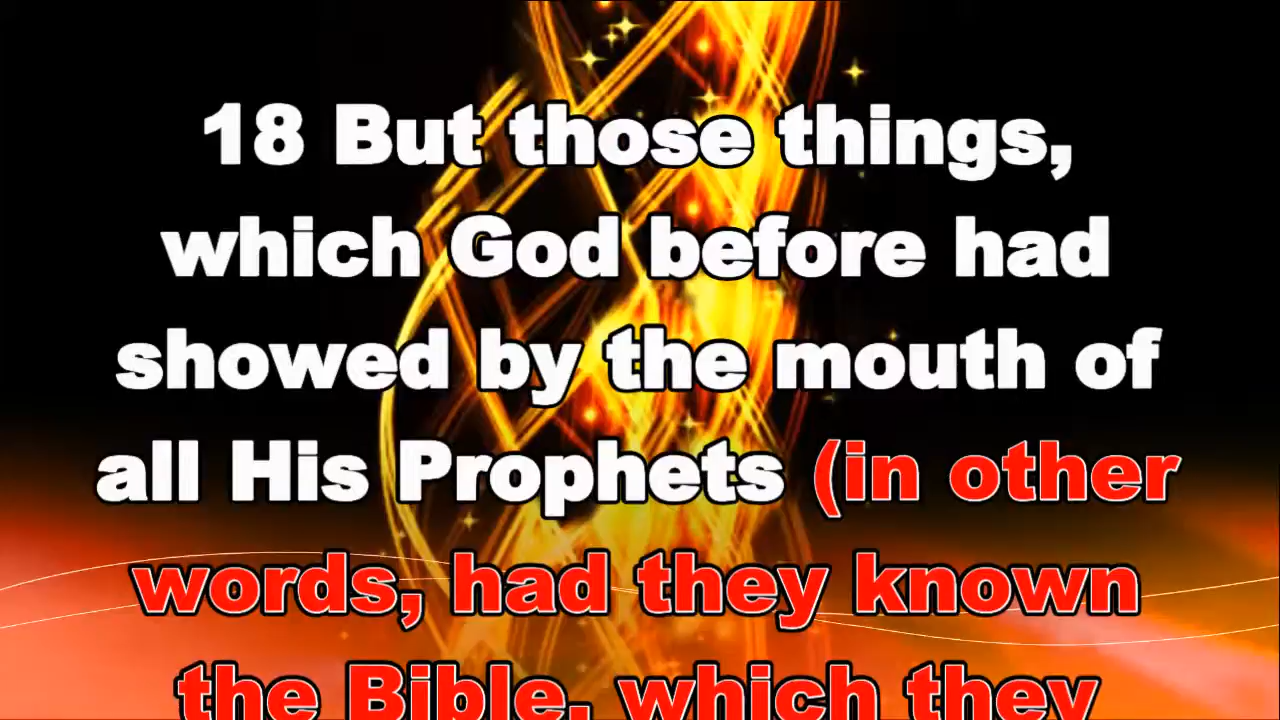 18 But those things,
which God before had
showed by the mouth of
all His Prophets (in other
words, had they known
the Bible, which they